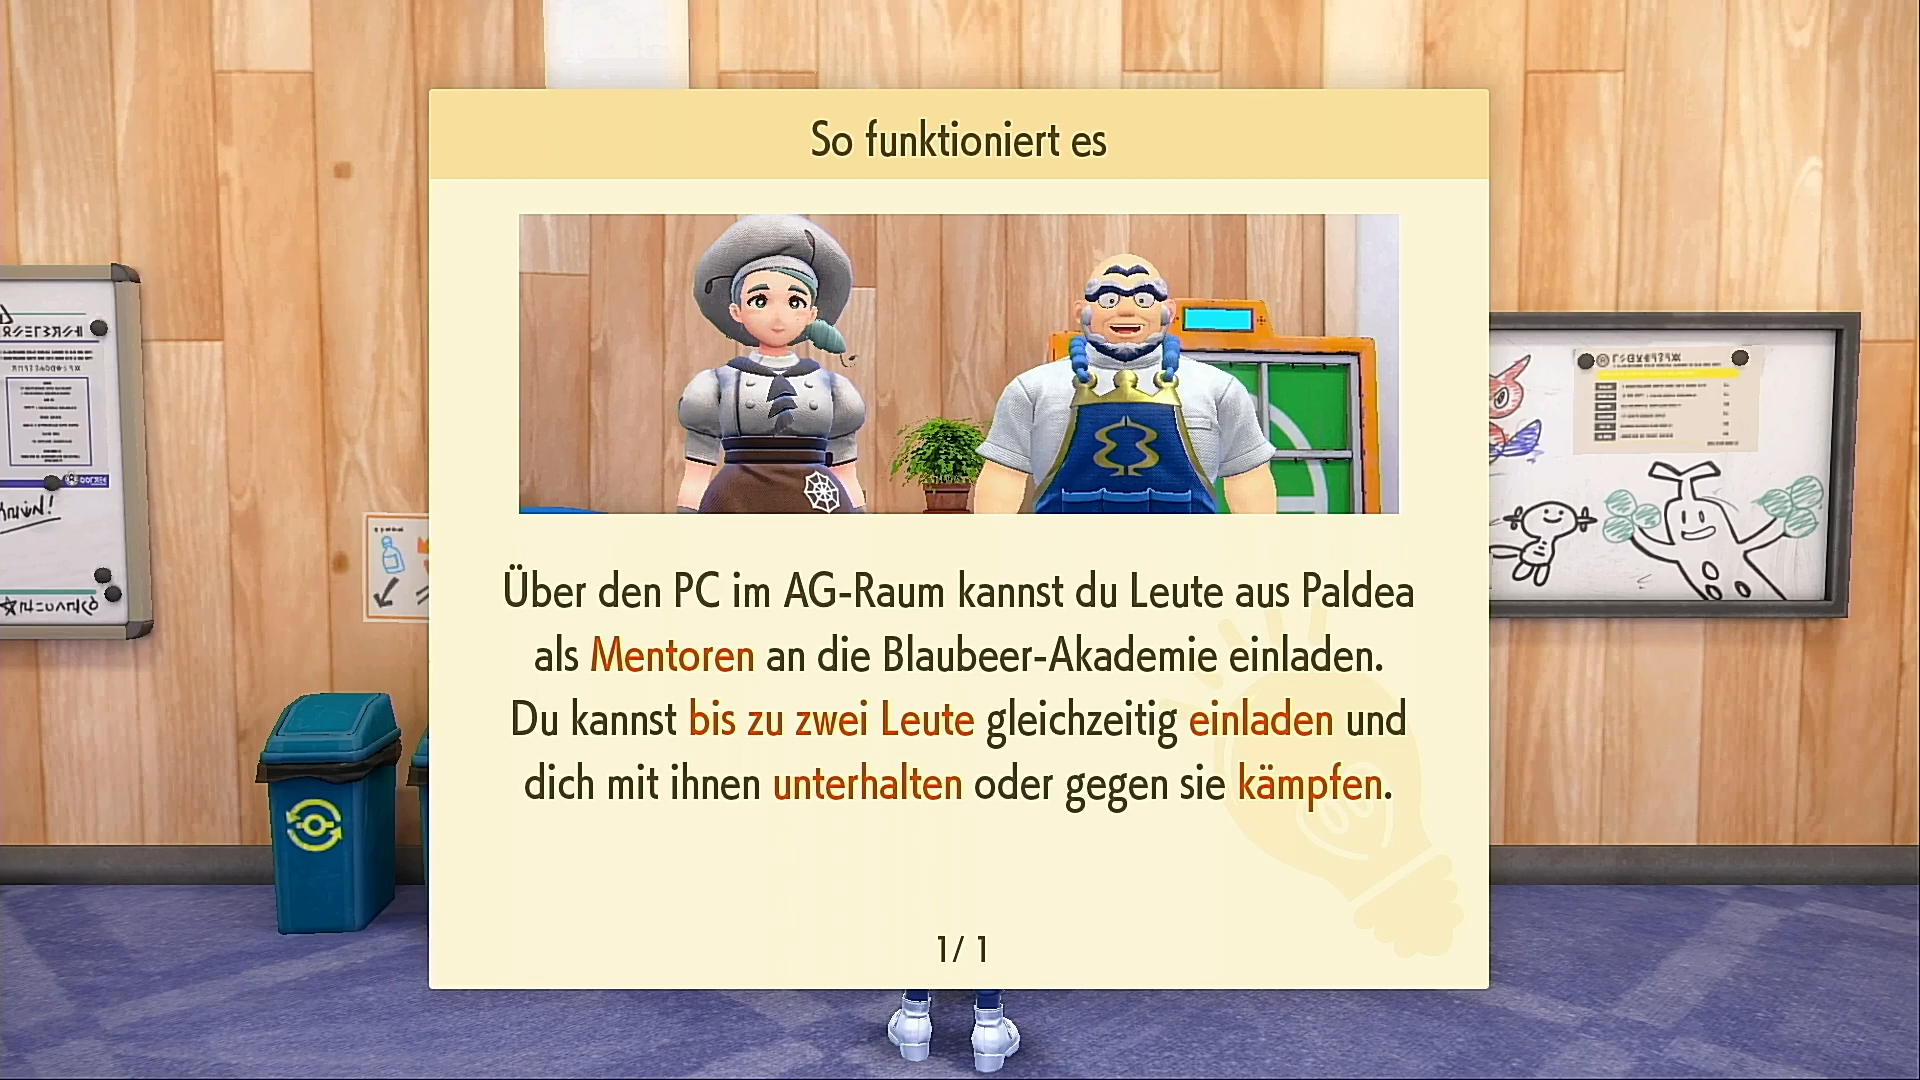 So funktioniert es
Über den PC im AG-Raum kannst du Leute aus Paldea
als Mentoren an die Blaubeer-Akademie einladen.
Du kannst bis zu zwei Leute gleichzeitig einladen und
dich mit ihnen unterhalten oder gegen sie kämpfen.
1/ 1